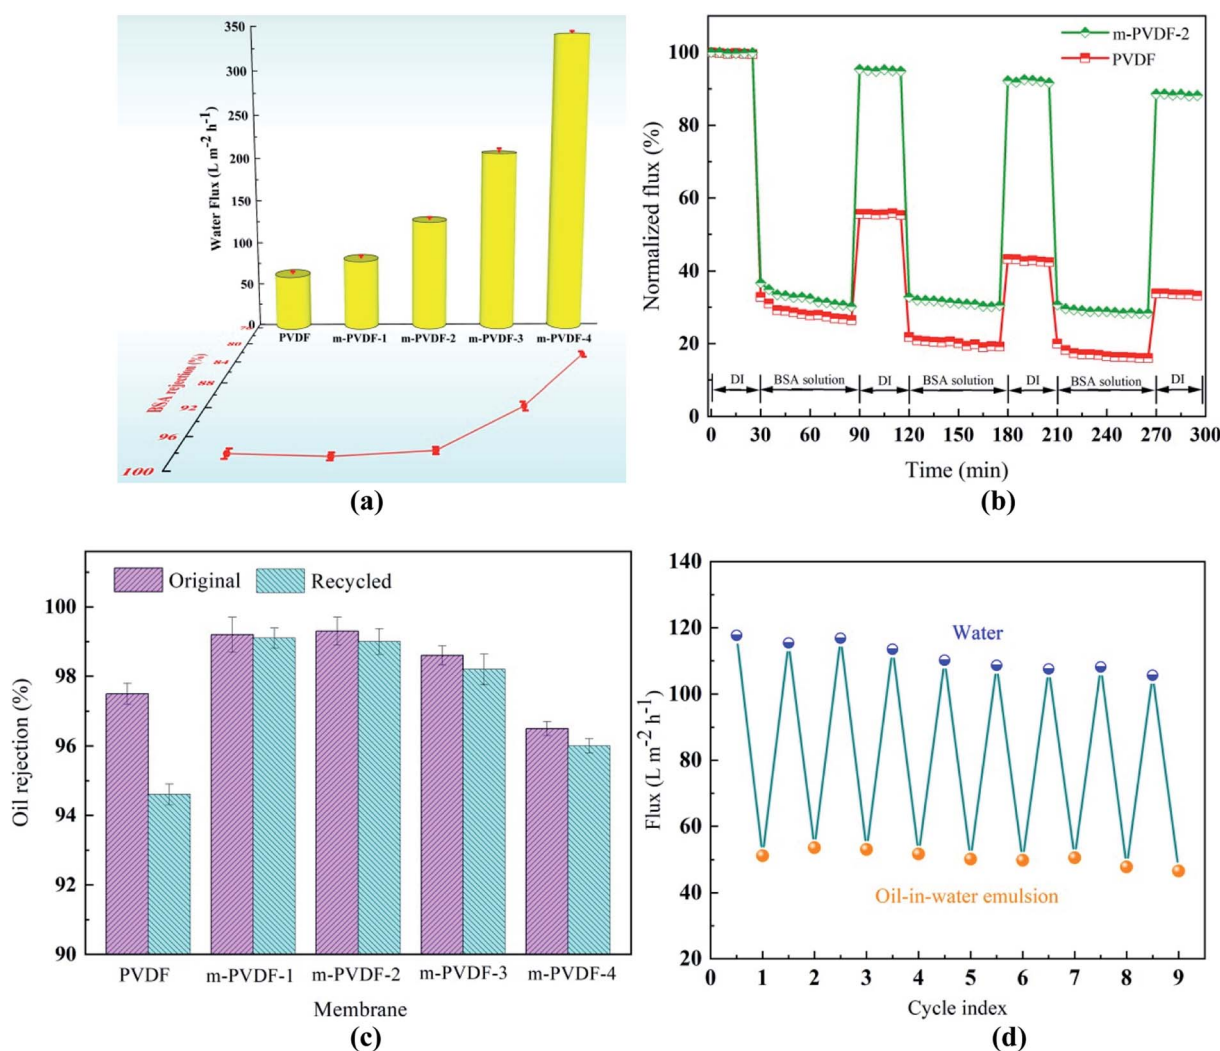 350
300
250
200
150
100
50
0
Water Flux (L m⁻² h⁻¹)
PVDF m-PVDF-1 m-PVDF-2 m-PVDF-3 m-PVDF-4
80
84
88
92
96
100
BSA rejection (%)
(a)
m-PVDF-2
PVDF
100
80
60
40
20
0
Normalized flux (%)
DI BSA solution DI BSA solution DI BSA solution DI
0 30 60 90 120 150 180 210 240 270 300
Time (min)
(b)
Original Recycled
100
98
96
94
92
90
Oil rejection (%)
PVDF m-PVDF-1 m-PVDF-2 m-PVDF-3 m-PVDF-4
Membrane
(c)
140
120
100
80
60
40
20
Flux (L m⁻² h⁻¹)
Water
Oil-in-water emulsion
0 1 2 3 4 5 6 7 8 9
Cycle index
(d)